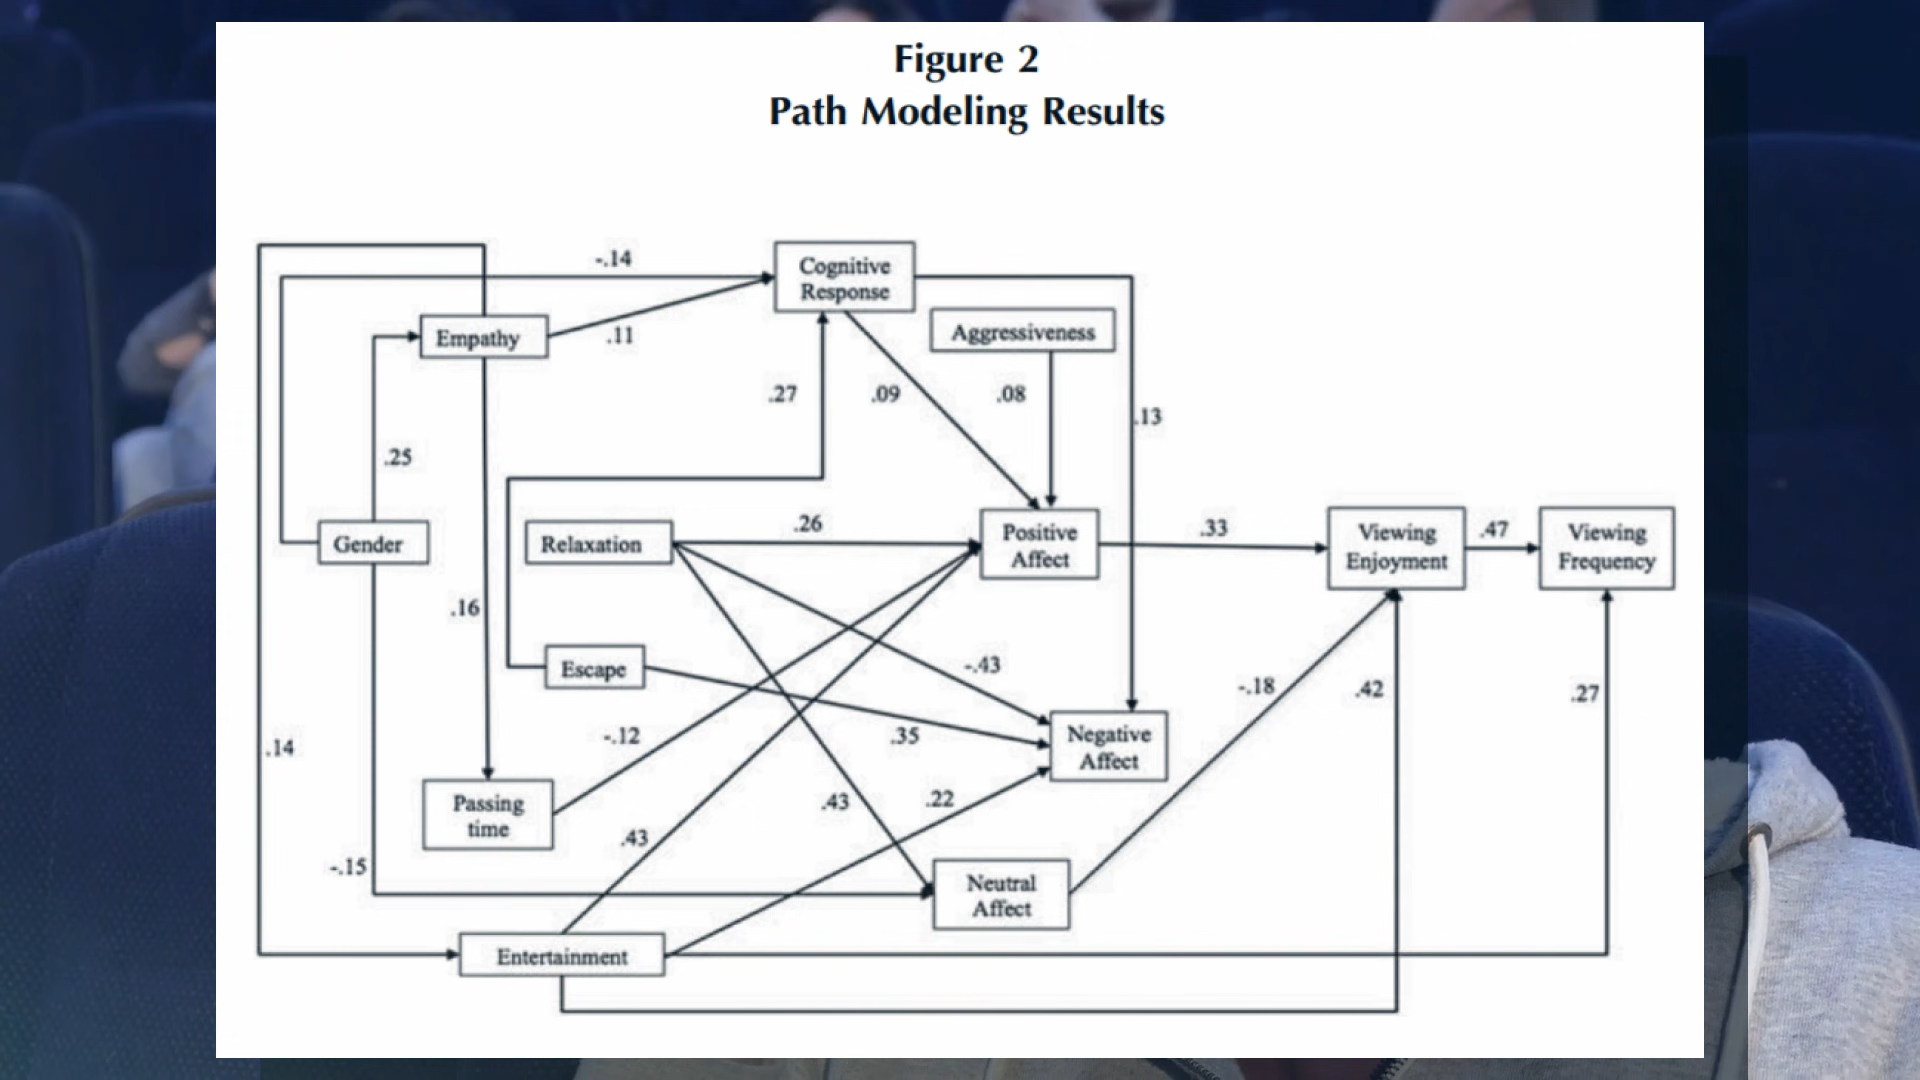 Figure 2
Path Modeling Results
-.14
Cognitive
Response
Empathy
.11
Aggressiveness
.27
.09
.08
.13
.25
Gender
Relaxation
.26
Positive
Affect
.33
Viewing
Enjoyment
.47
Viewing
Frequency
.16
Escape
-.43
-.18
.42
.27
-.12
.35
Negative
Affect
.14
Passing
time
.43
.43
.22
-.15
Neutral
Affect
Entertainment